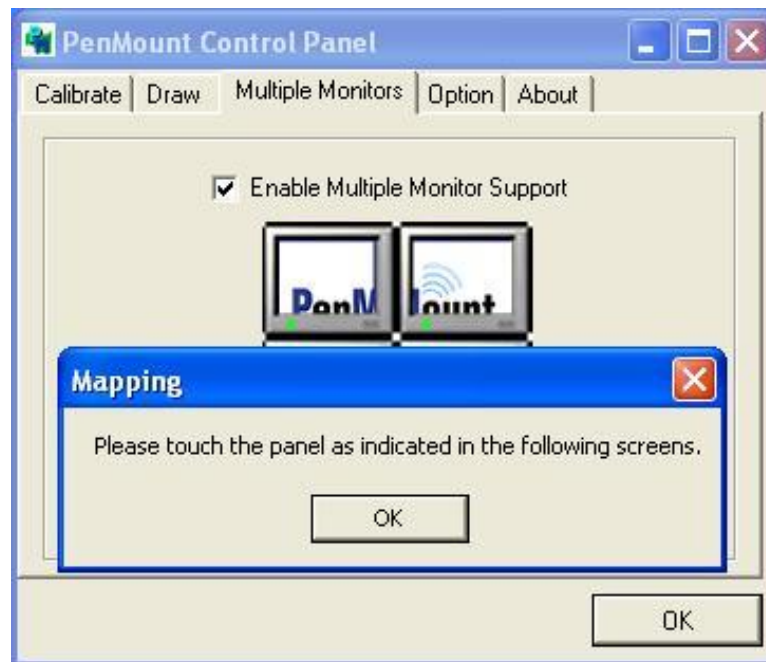 PenMount Control Panel
Calibrate Draw Multiple Monitors Option About
Enable Multiple Monitor Support
PenMount
Mapping
Please touch the panel as indicated in the following screens.
OK
OK